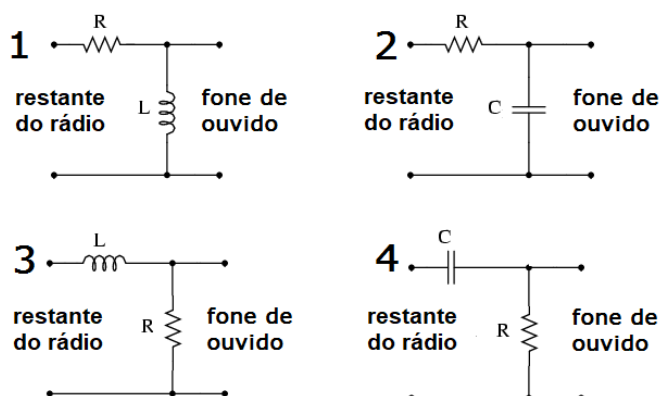 1
R
restante
do rádio
L
fone de
ouvido
2
R
restante
do rádio
C
fone de
ouvido
3
L
restante
do rádio
R
fone de
ouvido
4
C
restante
do rádio
R
fone de
ouvido